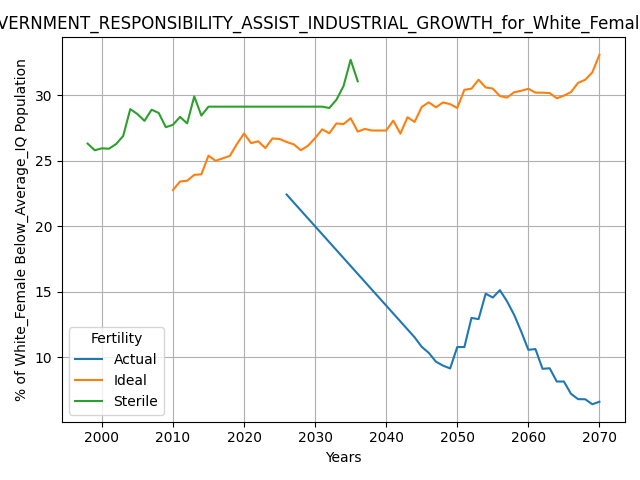 VERNMENT_RESPONSIBILITY_ASSIST_INDUSTRIAL_GROWTH_for_White_Femal
% of White_Female Below_Average_IQ Population
30
25
20
15
10
Fertility
Actual
Ideal
Sterile
2000 2010 2020 2030 2040 2050 2060 2070
Years